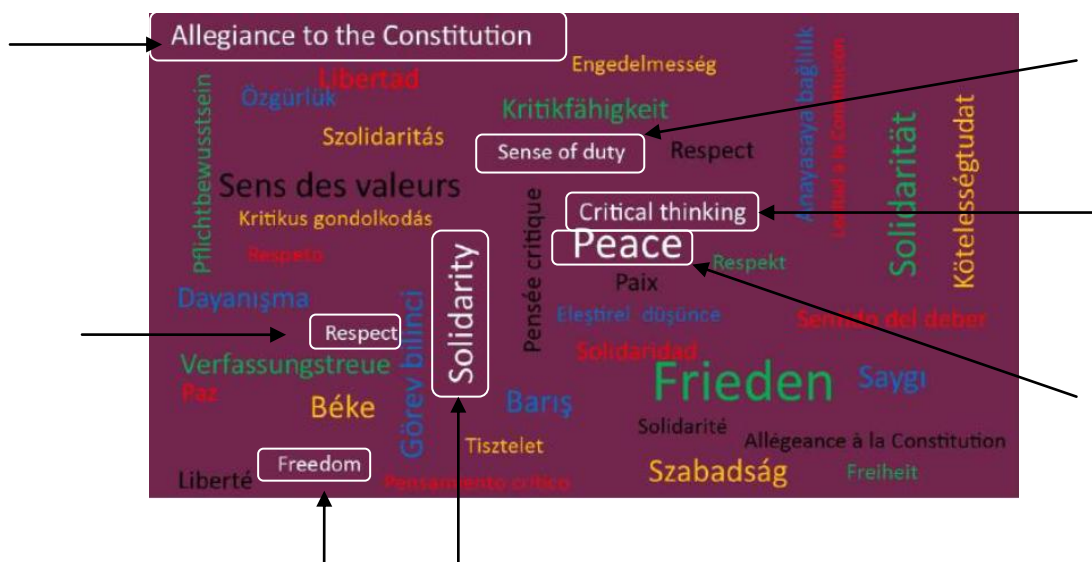 Allegiance to the Constitution
Engedelmesség
Libertad
Özgürlük
Kritikfähigkeit
Szolidaritás
Sense of duty
Respect
Pflichtbewusstsein
Sens des valeurs
Kritikus gondolkodás
Critical thinking
Peace
Respeto
Respekt
Anayasaya bağlılık
Lealtad a la Constitución
Solidarität
Kötelességtudat
Pensée critique
Paix
Dayanışma
Eleştirel düşünce
Sentido del deber
Respect
Görev bilinci
Solidarity
Solidaridad
Verfassungstreue
Paz
Frieden
Saygı
Béke
Barış
Solidarité
Allégeance à la Constitution
Tisztelet
Freedom
Szabadság
Freiheit
Liberté
Pensamiento crítico